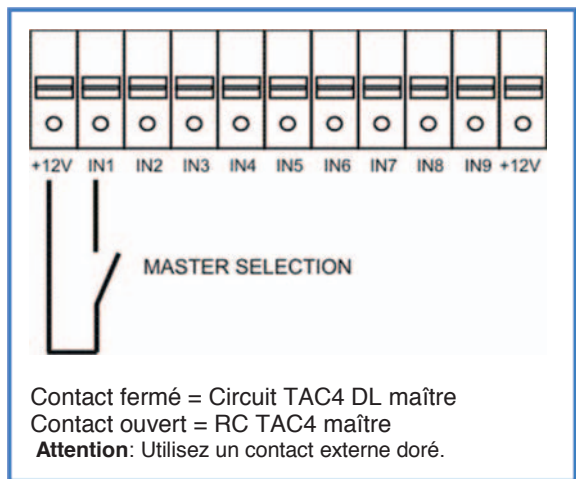 +12V IN1 IN2 IN3 IN4 IN5 IN6 IN7 IN8 IN9 +12V
MASTER SELECTION
Contact fermé = Circuit TAC4 DL maître
Contact ouvert = RC TAC4 maître
Attention: Utilisez un contact externe doré.